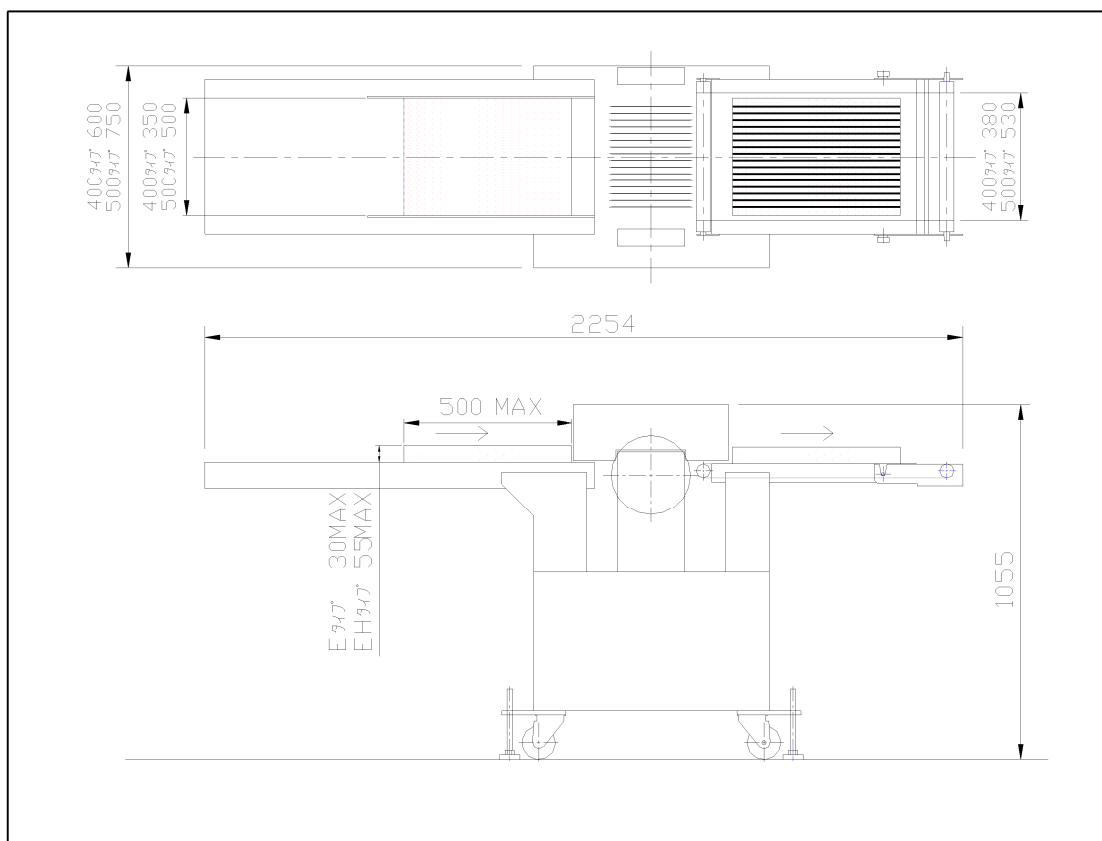 40Cﾀｲﾌﾟ 600
500ﾀｲﾌﾟ 750
400ﾀｲﾌﾟ 350
50Cﾀｲﾌﾟ 500
400ﾀｲﾌﾟ 380
500ﾀｲﾌﾟ 530
2254
500 MAX
Eﾀｲﾌﾟ 30MAX
EHﾀｲﾌﾟ 55MAX
1055